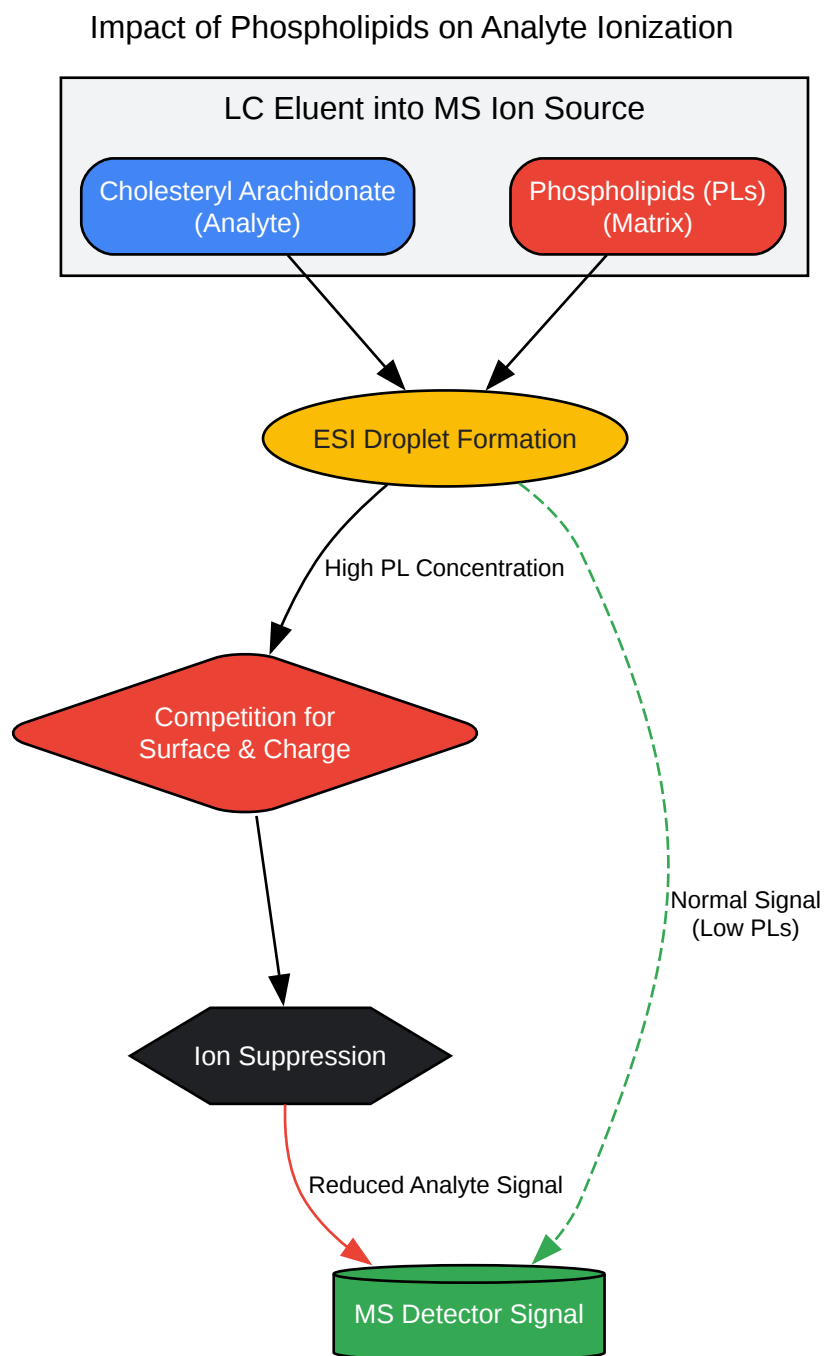 Impact of Phospholipids on Analyte Ionization
LC Eluent into MS Ion Source
Cholesteryl Arachidonate
(Analyte)
Phospholipids (PLs)
(Matrix)
ESI Droplet Formation
High PL Concentration
Competition for
Surface & Charge
Normal Signal
(Low PLs)
Ion Suppression
Reduced Analyte Signal
MS Detector Signal